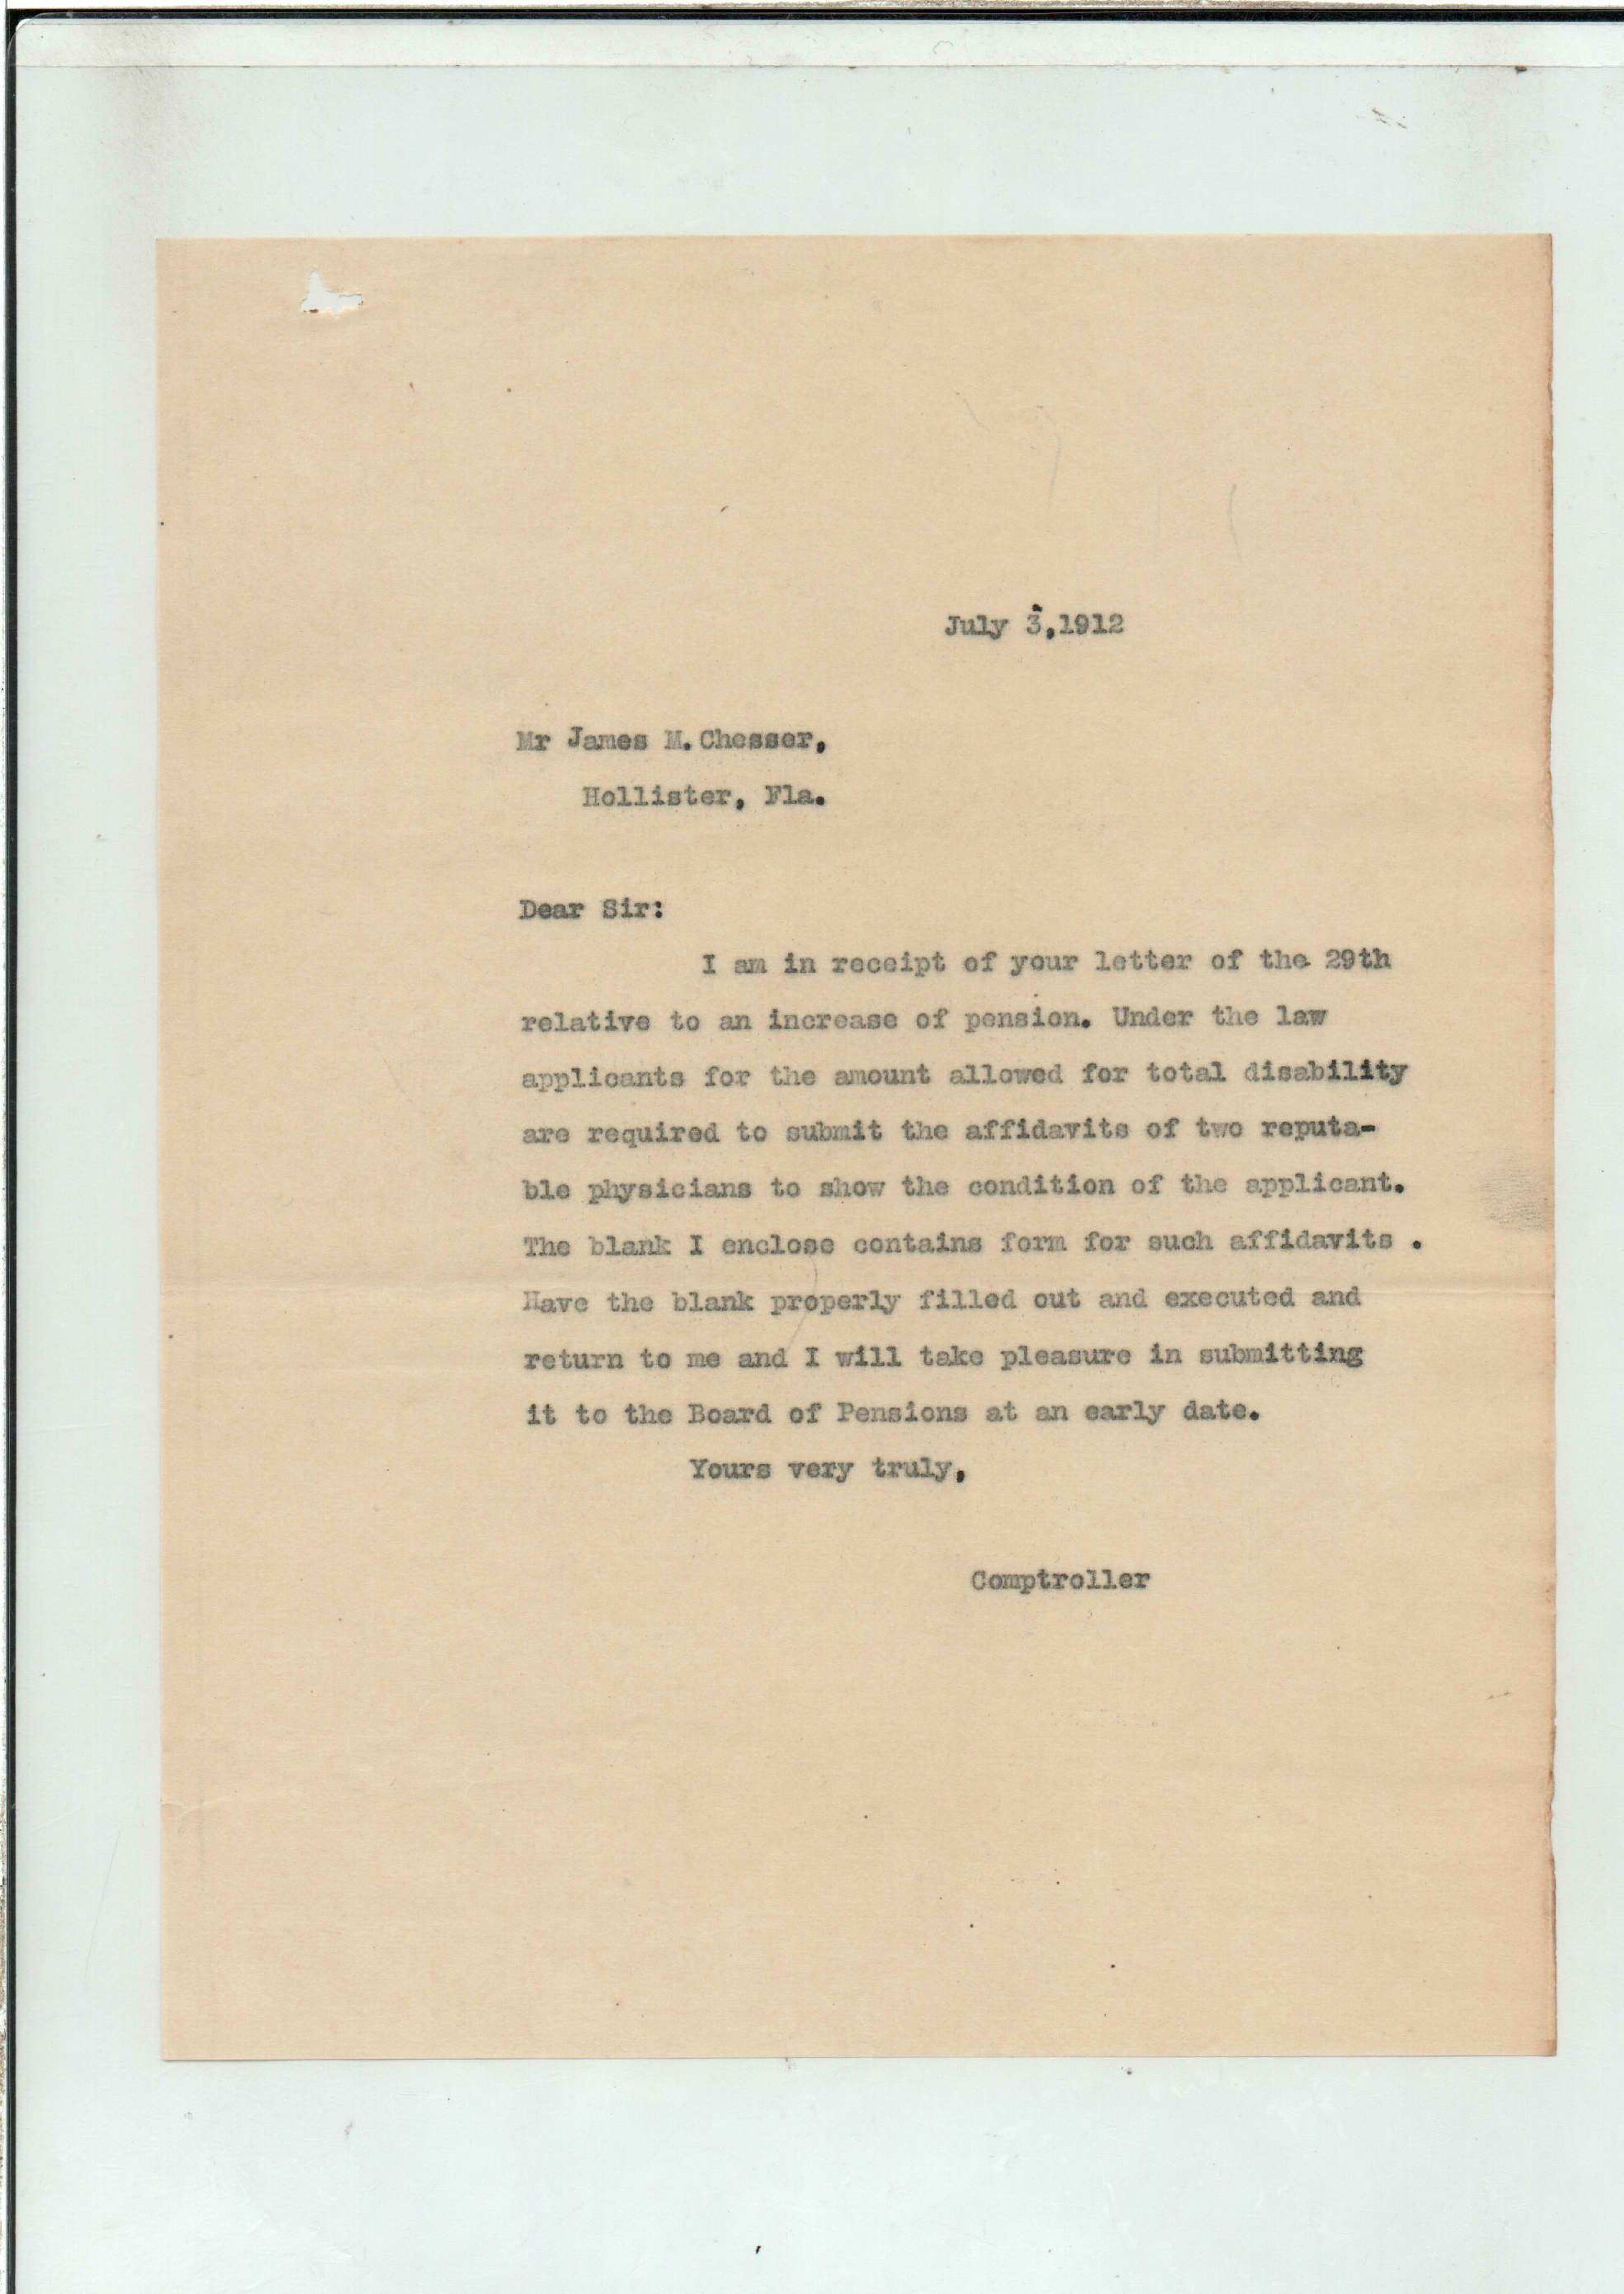 July 3,1912
Mr James M. Chesser,
Hollister, Fla.
Dear Sir:
I am in receipt of your letter of the 29th
relative to an increase of pension. Under the law
applicants for the amount allowed for total disability
are required to submit the affidavits of two reputa-
ble physicians to show the condition of the applicant.
The blank I enclose contains form for such affidavits .
Have the blank properly filled out and executed and
return to me and I will take pleasure in submitting
it to the Board of Pensions at an early date.
Yours very truly,
Comptroller